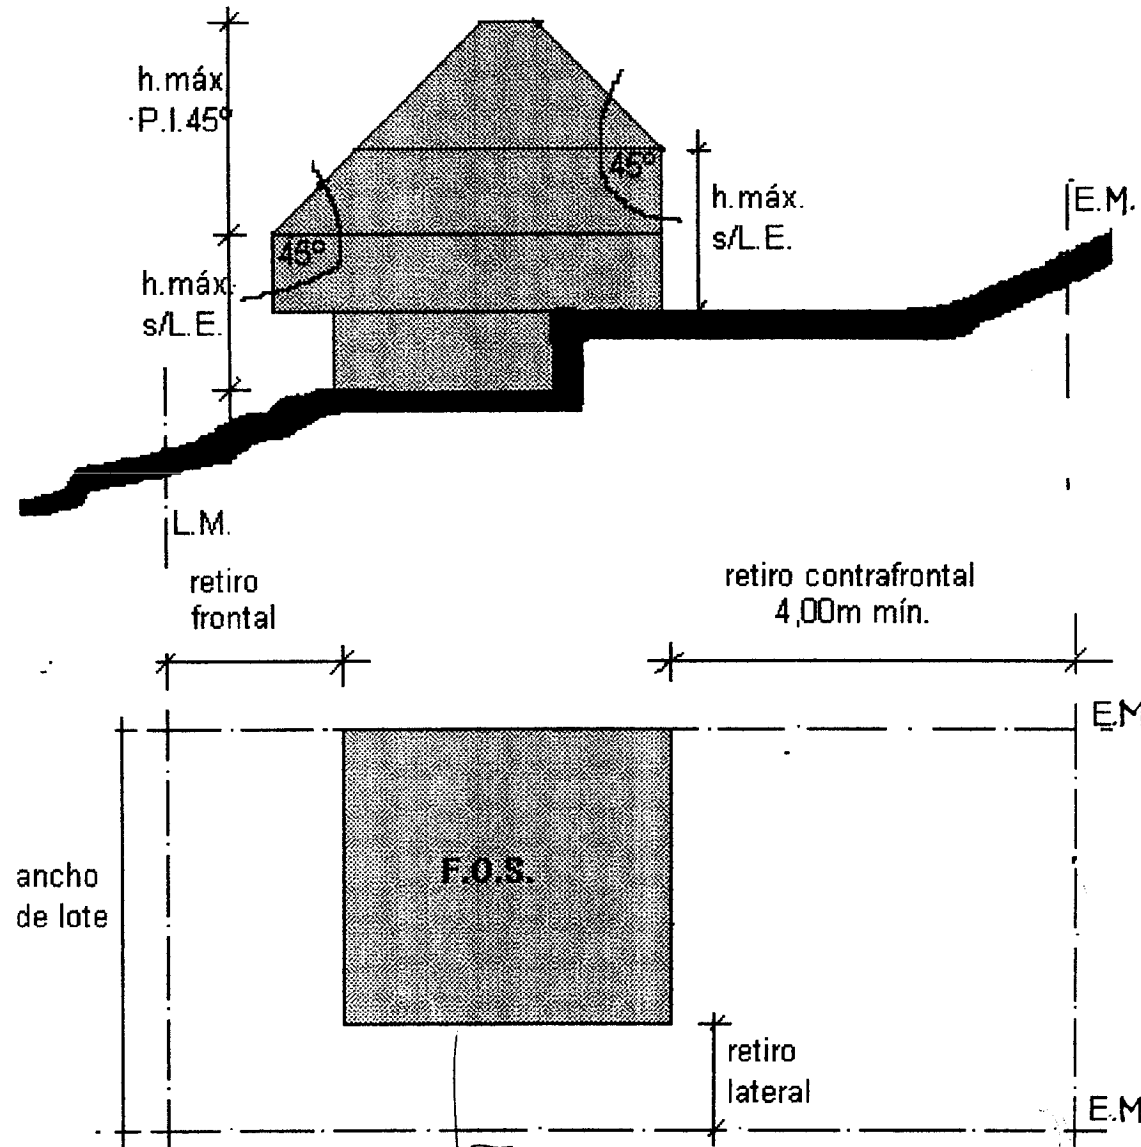 h.máx
P.I.45º
45º
h.máx.
s/L.E.
E.M.
45º
h.máx.
s/L.E.
L.M.
retiro
frontal
retiro contrafrontal
4,00m mín.
E.M
F.O.S.
ancho
de lote
retiro
lateral
E.M